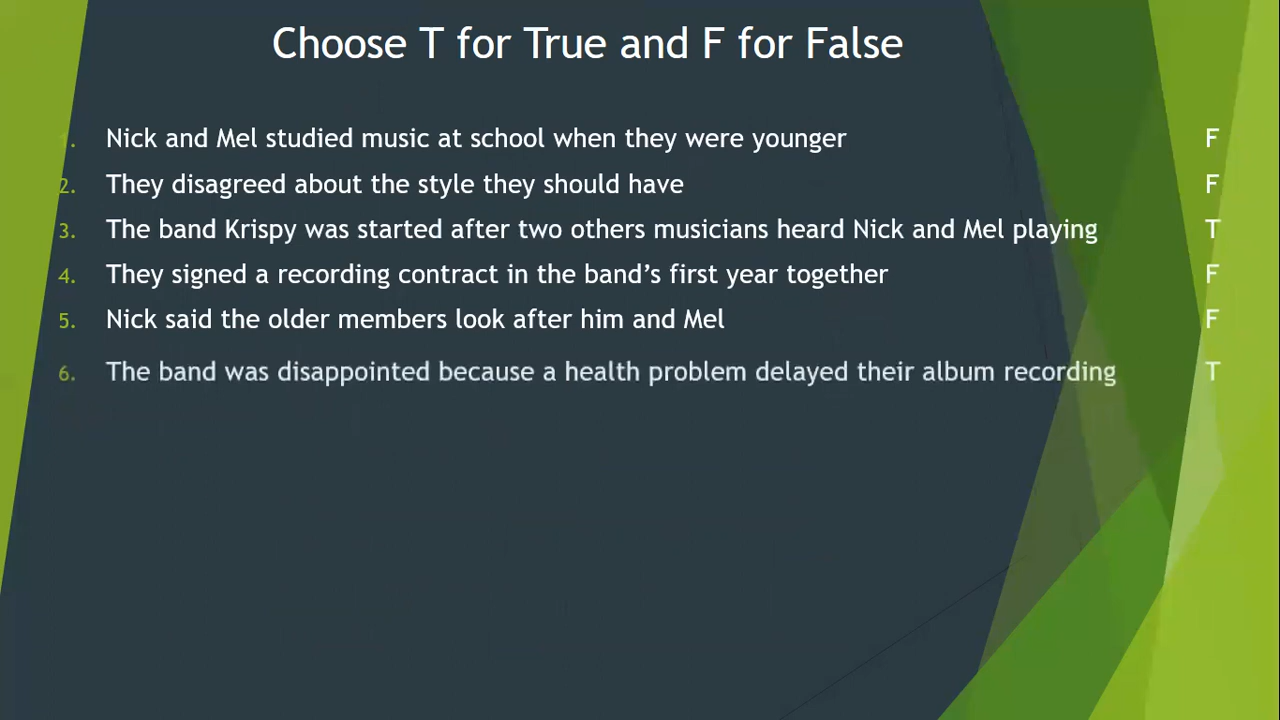 Choose T for True and F for False
1. Nick and Mel studied music at school when they were younger F
2. They disagreed about the style they should have F
3. The band Krispy was started after two others musicians heard Nick and Mel playing T
4. They signed a recording contract in the band’s first year together F
5. Nick said the older members look after him and Mel F
6. The band was disappointed because a health problem delayed their album recording T